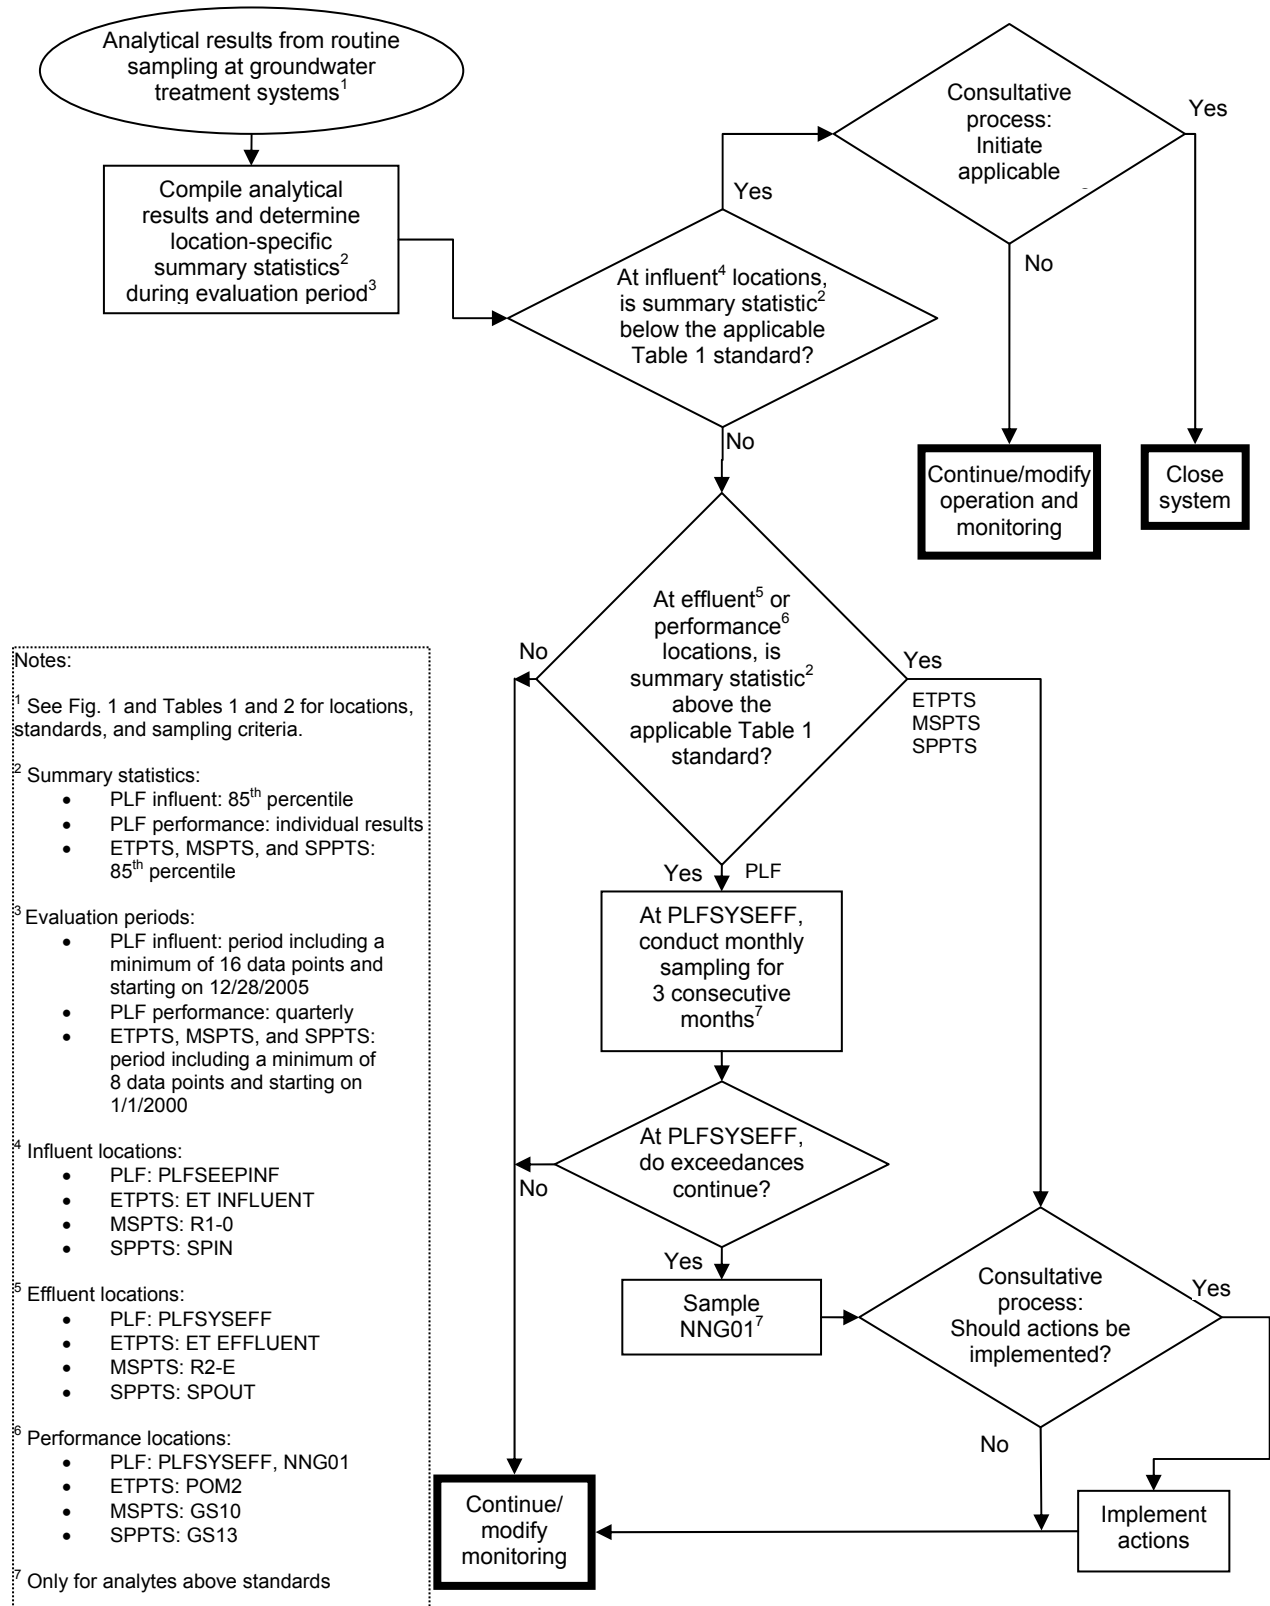 Analytical results from routine
sampling at groundwater
treatment systems¹
Compile analytical
results and determine
location-specific
summary statistics²
during evaluation period³
At influent⁴ locations,
is summary statistic²
below the applicable
Table 1 standard?
Yes
Consultative
process:
Initiate
applicable
Yes
No
Continue/modify
operation and
monitoring
Close
system
No
At effluent⁵ or
performance⁶
locations, is
summary statistic²
above the
applicable Table 1
standard?
No
Yes
ETPTS
MSPTS
SPPTS
Yes
PLF
At PLFSYSEFF,
conduct monthly
sampling for
3 consecutive
months⁷
At PLFSYSEFF,
do exceedances
continue?
No
Yes
Sample
NNG01⁷
Consultative
process:
Should actions be
implemented?
Yes
No
Implement
actions
Continue/
modify
monitoring
Notes:
¹ See Fig. 1 and Tables 1 and 2 for locations,
standards, and sampling criteria.
² Summary statistics:
• PLF influent: 85th percentile
• PLF performance: individual results
• ETPTS, MSPTS, and SPPTS:
85th percentile
³ Evaluation periods:
• PLF influent: period including a
minimum of 16 data points and
starting on 12/28/2005
• PLF performance: quarterly
• ETPTS, MSPTS, and SPPTS:
period including a minimum of
8 data points and starting on
1/1/2000
⁴ Influent locations:
• PLF: PLFSEEPINF
• ETPTS: ET INFLUENT
• MSPTS: R1-0
• SPPTS: SPIN
⁵ Effluent locations:
• PLF: PLFSYSEFF
• ETPTS: ET EFFLUENT
• MSPTS: R2-E
• SPPTS: SPOUT
⁶ Performance locations:
• PLF: PLFSYSEFF, NNG01
• ETPTS: POM2
• MSPTS: GS10
• SPPTS: GS13
⁷ Only for analytes above standards